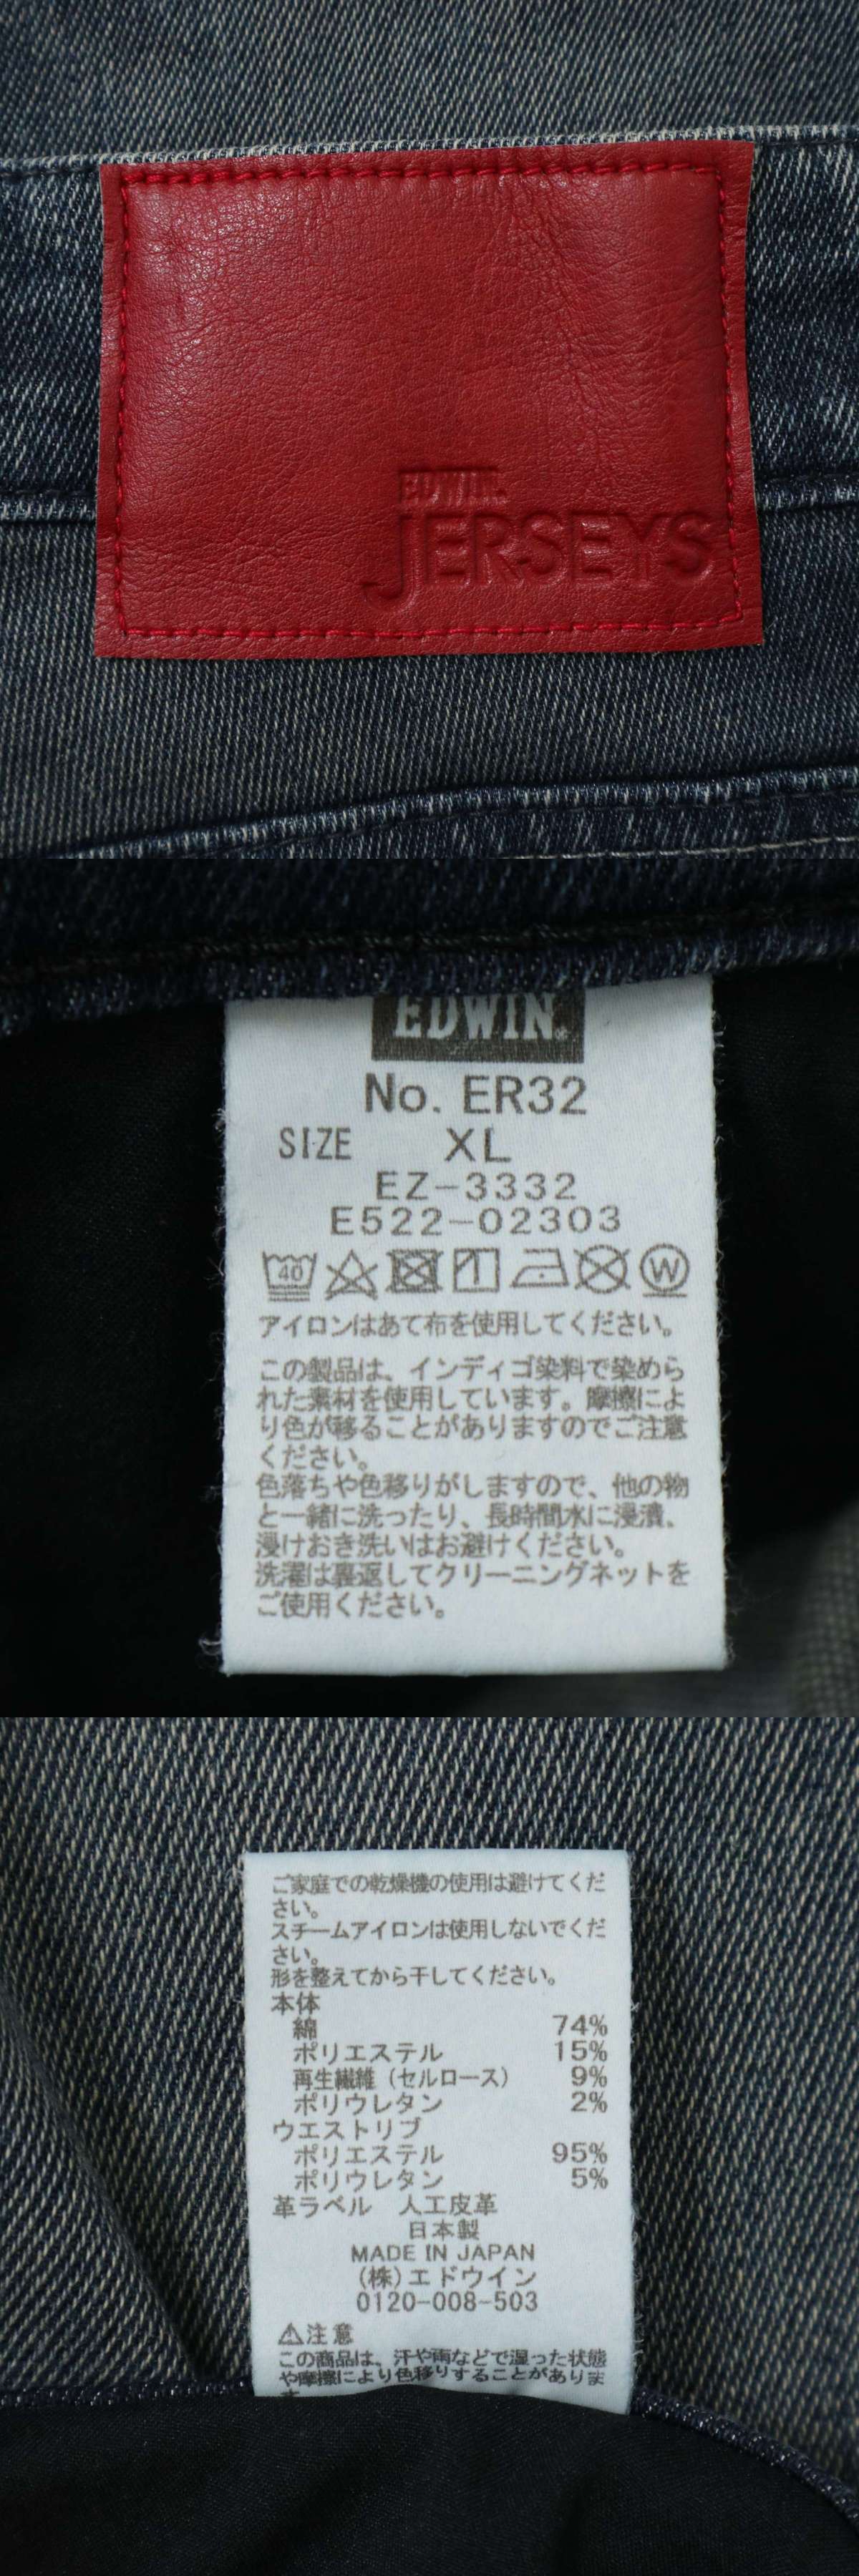 EDWIN
JERSEYS
EDWIN
No. ER32
SIZE XL
EZ-3332
E522-02303
40 W
アイロンはあて布を使用してください。
この製品は、インディゴ染料で染めら
れた素材を使用しています。摩擦によ
り色が移ることがありますのでご注意
ください。
色落ちや色移りがしますので、他の物
と一緒に洗ったり、長時間水に浸漬、
浸けおき洗いはお避けください。
洗濯は裏返してクリーニングネットを
ご使用ください。
ご家庭での乾燥機の使用は避けてくだ
さい。
スチームアイロンは使用しないでくだ
さい。
形を整えてから干してください。
本体
綿 74%
ポリエステル 15%
再生繊維（セルロース） 9%
ポリウレタン 2%
ウエストリブ
ポリエステル 95%
ポリウレタン 5%
革ラベル 人工皮革
日本製
MADE IN JAPAN
(株)エドウイン
0120-008-503
⚠注意
この商品は、汗や雨などで湿った状態
や摩擦により色移りすることがありま